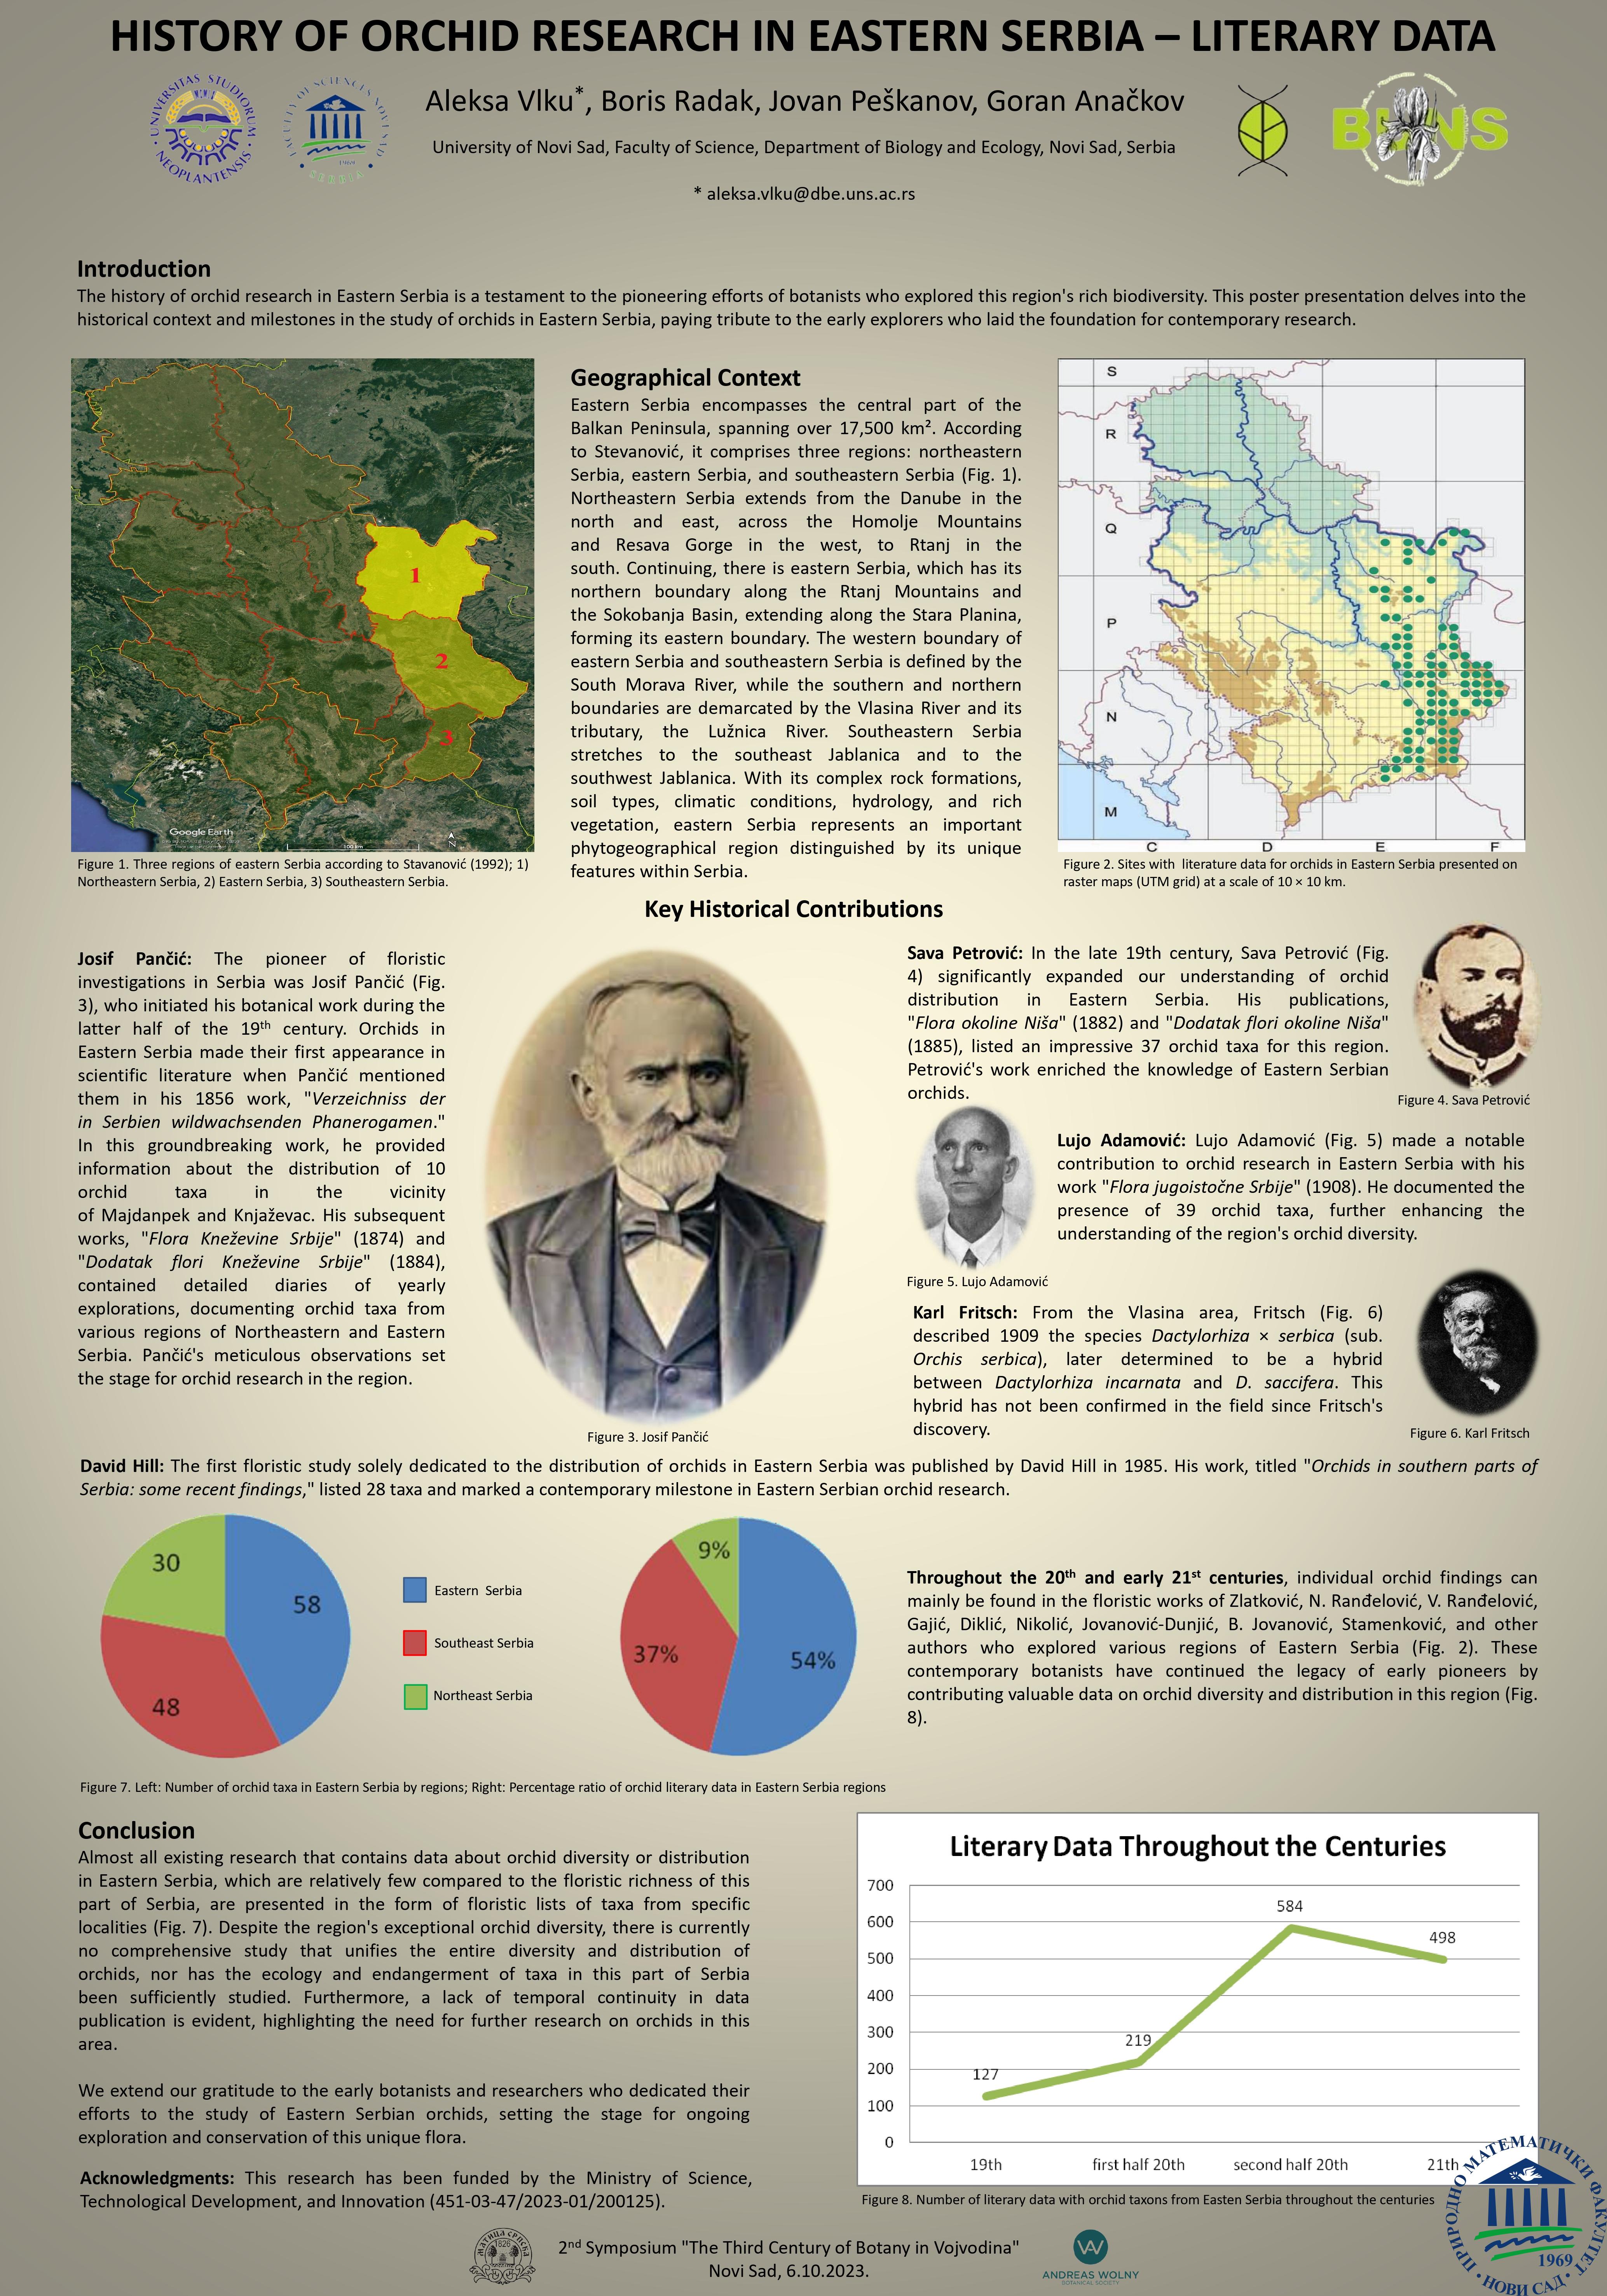 HISTORY OF ORCHID RESEARCH IN EASTERN SERBIA – LITERARY DATA
UNIVERSITAS STUDIORUM
NEOPLANTENSIS
SERBIA
1969
Aleksa Vlku*, Boris Radak, Jovan Peškanov, Goran Anačkov
University of Novi Sad, Faculty of Science, Department of Biology and Ecology, Novi Sad, Serbia
* aleksa.vlku@dbe.uns.ac.rs
BUNS
Introduction
The history of orchid research in Eastern Serbia is a testament to the pioneering efforts of botanists who explored this region's rich biodiversity. This poster presentation delves into the
historical context and milestones in the study of orchids in Eastern Serbia, paying tribute to the early explorers who laid the foundation for contemporary research.
1
2
3
Google Earth
100 km
N
Figure 1. Three regions of eastern Serbia according to Stavanović (1992); 1)
Northeastern Serbia, 2) Eastern Serbia, 3) Southeastern Serbia.
Geographical Context
Eastern Serbia encompasses the central part of the
Balkan Peninsula, spanning over 17,500 km². According
to Stevanović, it comprises three regions: northeastern
Serbia, eastern Serbia, and southeastern Serbia (Fig. 1).
Northeastern Serbia extends from the Danube in the
north and east, across the Homolje Mountains
and Resava Gorge in the west, to Rtanj in the
south. Continuing, there is eastern Serbia, which has its
northern boundary along the Rtanj Mountains and
the Sokobanja Basin, extending along the Stara Planina,
forming its eastern boundary. The western boundary of
eastern Serbia and southeastern Serbia is defined by the
South Morava River, while the southern and northern
boundaries are demarcated by the Vlasina River and its
tributary, the Lužnica River. Southeastern Serbia
stretches to the southeast Jablanica and to the
southwest Jablanica. With its complex rock formations,
soil types, climatic conditions, hydrology, and rich
vegetation, eastern Serbia represents an important
phytogeographical region distinguished by its unique
features within Serbia.
S
R
Q
P
N
M
C D E F
Figure 2. Sites with literature data for orchids in Eastern Serbia presented on
raster maps (UTM grid) at a scale of 10 × 10 km.
Key Historical Contributions
Josif Pančić: The pioneer of floristic
investigations in Serbia was Josif Pančić (Fig.
3), who initiated his botanical work during the
latter half of the 19th century. Orchids in
Eastern Serbia made their first appearance in
scientific literature when Pančić mentioned
them in his 1856 work, "Verzeichniss der
in Serbien wildwachsenden Phanerogamen."
In this groundbreaking work, he provided
information about the distribution of 10
orchid taxa in the vicinity
of Majdanpek and Knjaževac. His subsequent
works, "Flora Kneževine Srbije" (1874) and
"Dodatak flori Kneževine Srbije" (1884),
contained detailed diaries of yearly
explorations, documenting orchid taxa from
various regions of Northeastern and Eastern
Serbia. Pančić's meticulous observations set
the stage for orchid research in the region.
Figure 3. Josif Pančić
Sava Petrović: In the late 19th century, Sava Petrović (Fig.
4) significantly expanded our understanding of orchid
distribution in Eastern Serbia. His publications,
"Flora okoline Niša" (1882) and "Dodatak flori okoline Niša"
(1885), listed an impressive 37 orchid taxa for this region.
Petrović's work enriched the knowledge of Eastern Serbian
orchids.
Figure 4. Sava Petrović
Lujo Adamović: Lujo Adamović (Fig. 5) made a notable
contribution to orchid research in Eastern Serbia with his
work "Flora jugoistočne Srbije" (1908). He documented the
presence of 39 orchid taxa, further enhancing the
understanding of the region's orchid diversity.
Figure 5. Lujo Adamović
Karl Fritsch: From the Vlasina area, Fritsch (Fig. 6)
described 1909 the species Dactylorhiza × serbica (sub.
Orchis serbica), later determined to be a hybrid
between Dactylorhiza incarnata and D. saccifera. This
hybrid has not been confirmed in the field since Fritsch's
discovery.
Figure 6. Karl Fritsch
David Hill: The first floristic study solely dedicated to the distribution of orchids in Eastern Serbia was published by David Hill in 1985. His work, titled "Orchids in southern parts of
Serbia: some recent findings," listed 28 taxa and marked a contemporary milestone in Eastern Serbian orchid research.
30
58
48
Eastern Serbia
Southeast Serbia
Northeast Serbia
9%
37%
54%
Figure 7. Left: Number of orchid taxa in Eastern Serbia by regions; Right: Percentage ratio of orchid literary data in Eastern Serbia regions
Throughout the 20th and early 21st centuries, individual orchid findings can
mainly be found in the floristic works of Zlatković, N. Ranđelović, V. Ranđelović,
Gajić, Diklić, Nikolić, Jovanović-Dunjić, B. Jovanović, Stamenković, and other
authors who explored various regions of Eastern Serbia (Fig. 2). These
contemporary botanists have continued the legacy of early pioneers by
contributing valuable data on orchid diversity and distribution in this region (Fig.
8).
Conclusion
Almost all existing research that contains data about orchid diversity or distribution
in Eastern Serbia, which are relatively few compared to the floristic richness of this
part of Serbia, are presented in the form of floristic lists of taxa from specific
localities (Fig. 7). Despite the region's exceptional orchid diversity, there is currently
no comprehensive study that unifies the entire diversity and distribution of
orchids, nor has the ecology and endangerment of taxa in this part of Serbia
been sufficiently studied. Furthermore, a lack of temporal continuity in data
publication is evident, highlighting the need for further research on orchids in this
area.
We extend our gratitude to the early botanists and researchers who dedicated their
efforts to the study of Eastern Serbian orchids, setting the stage for ongoing
exploration and conservation of this unique flora.
Acknowledgments: This research has been funded by the Ministry of Science,
Technological Development, and Innovation (451-03-47/2023-01/200125).
Literary Data Throughout the Centuries
700
600
500
400
300
200
100
0
127
219
584
498
19th
first half 20th
second half 20th
21th
Figure 8. Number of literary data with orchid taxons from Easten Serbia throughout the centuries
ПРИРОДНО МАТЕМАТИЧКИ ФАКУЛТЕТ
1969
НОВИ САД
МАТИЦА СРПСКА
1826
2nd Symposium "The Third Century of Botany in Vojvodina"
Novi Sad, 6.10.2023.
ANDREAS WOLNY
BOTANICAL SOCIETY